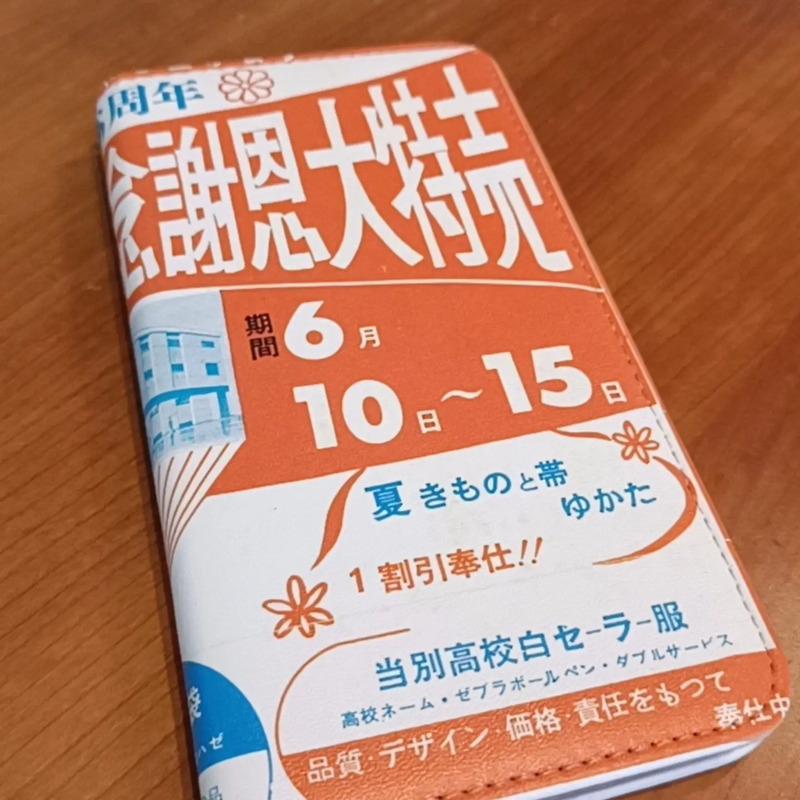 周年
念謝恩大特売
期間 6月
10日～15日
夏きものと帯
ゆかた
1割引奉仕!!
当別高校白セーラー服
高校ネーム・ゼブラボールペン・ダブルサービス
品質・デザイン・価格・責任をもつて
奉仕中